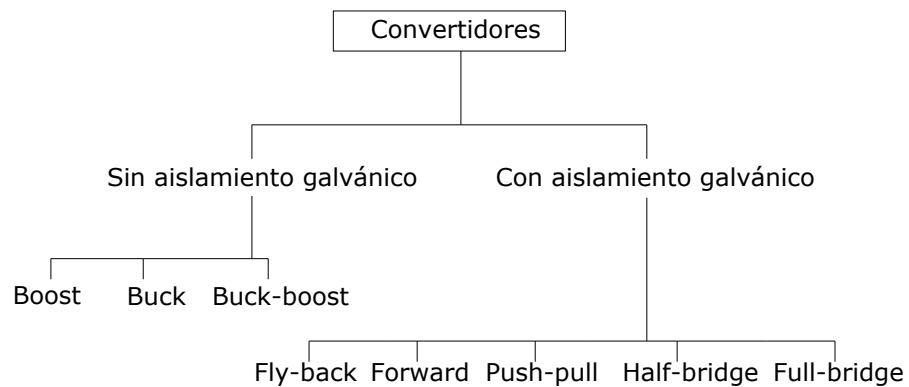 Convertidores
Sin aislamiento galvánico Con aislamiento galvánico
Boost Buck Buck-boost
Fly-back Forward Push-pull Half-bridge Full-bridge